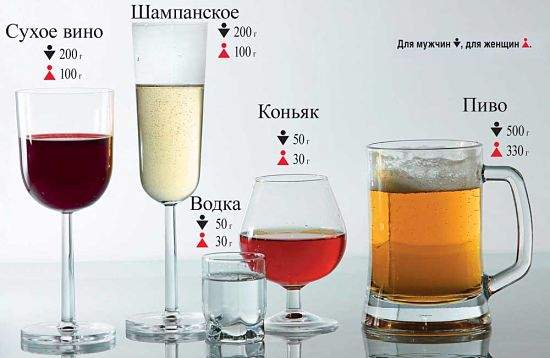 Сухое вино
200 г
100 г
Шампанское
200 г
100 г
Для мужчин, для женщин.
Коньяк
50 г
30 г
Пиво
500 г
330 г
Водка
50 г
30 г